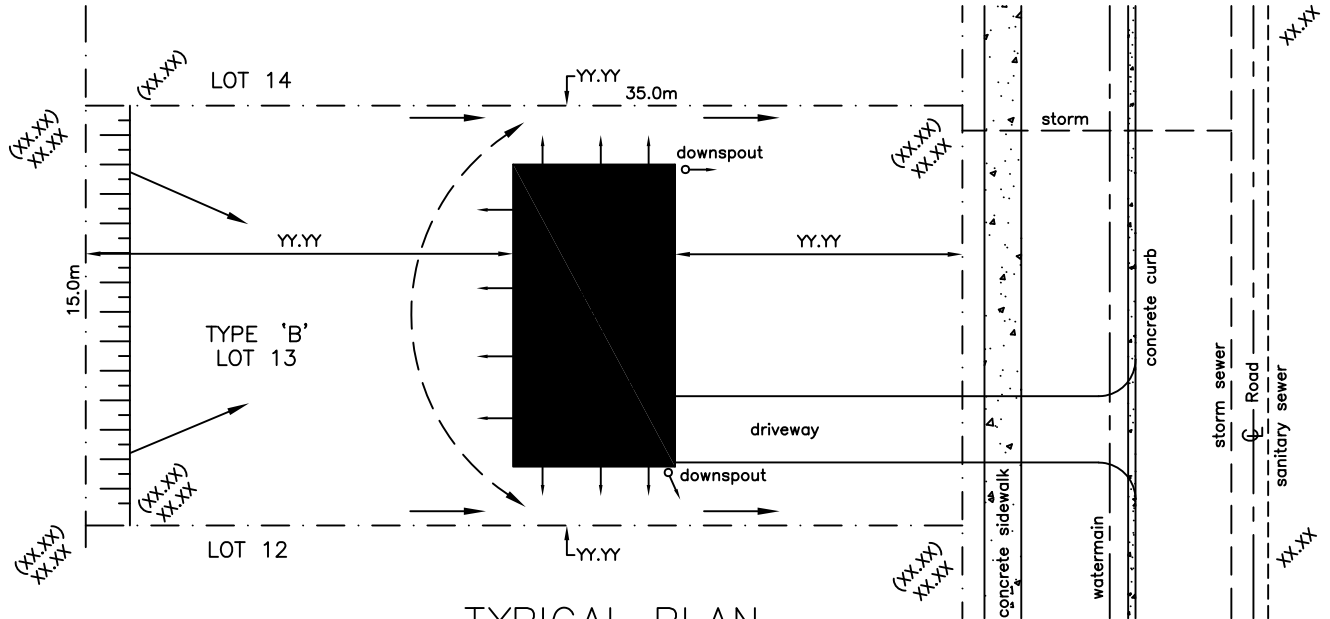 XX.XX
(XX.XX)
LOT 14
YY.YY
35.0m
(XX.XX)
XX.XX
storm
(XX.XX)
XX.XX
downspout
YY.YY
YY.YY
15.0m
concrete curb
TYPE 'B'
LOT 13
storm sewer
℄ Road
sanitary sewer
driveway
downspout
(XX.XX)
XX.XX
concrete sidewalk
watermain
LOT 12
YY.YY
(XX.XX)
XX.XX
(XX.XX)
XX.XX
XX.XX
TYPICAL PLAN